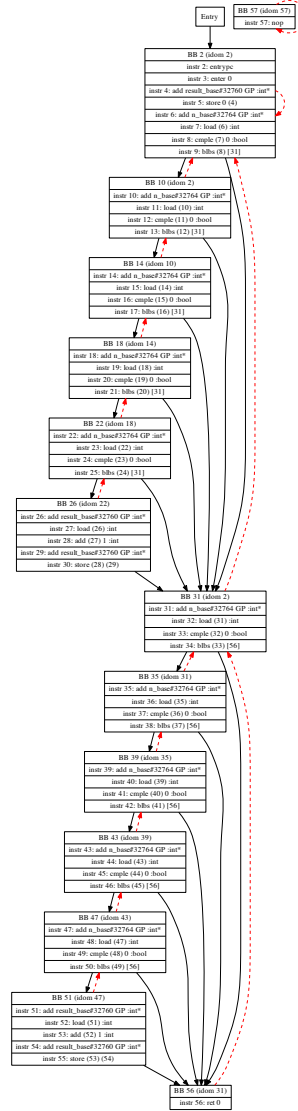 Entry
BB 57 (idom 57)
instr 57: nop
BB 2 (idom 2)
instr 2: entrypc
instr 3: enter 0
instr 4: add result_base#32760 GP :int*
instr 5: store 0 (4)
instr 6: add n_base#32764 GP :int*
instr 7: load (6) :int
instr 8: cmple (7) 0 :bool
instr 9: blbs (8) [31]
BB 10 (idom 2)
instr 10: add n_base#32764 GP :int*
instr 11: load (10) :int
instr 12: cmple (11) 0 :bool
instr 13: blbs (12) [31]
BB 14 (idom 10)
instr 14: add n_base#32764 GP :int*
instr 15: load (14) :int
instr 16: cmple (15) 0 :bool
instr 17: blbs (16) [31]
BB 18 (idom 14)
instr 18: add n_base#32764 GP :int*
instr 19: load (18) :int
instr 20: cmple (19) 0 :bool
instr 21: blbs (20) [31]
BB 22 (idom 18)
instr 22: add n_base#32764 GP :int*
instr 23: load (22) :int
instr 24: cmple (23) 0 :bool
instr 25: blbs (24) [31]
BB 26 (idom 22)
instr 26: add result_base#32760 GP :int*
instr 27: load (26) :int
instr 28: add (27) 1 :int
instr 29: add result_base#32760 GP :int*
instr 30: store (28) (29)
BB 31 (idom 2)
instr 31: add n_base#32764 GP :int*
instr 32: load (31) :int
instr 33: cmple (32) 0 :bool
instr 34: blbs (33) [56]
BB 35 (idom 31)
instr 35: add n_base#32764 GP :int*
instr 36: load (35) :int
instr 37: cmple (36) 0 :bool
instr 38: blbs (37) [56]
BB 39 (idom 35)
instr 39: add n_base#32764 GP :int*
instr 40: load (39) :int
instr 41: cmple (40) 0 :bool
instr 42: blbs (41) [56]
BB 43 (idom 39)
instr 43: add n_base#32764 GP :int*
instr 44: load (43) :int
instr 45: cmple (44) 0 :bool
instr 46: blbs (45) [56]
BB 47 (idom 43)
instr 47: add n_base#32764 GP :int*
instr 48: load (47) :int
instr 49: cmple (48) 0 :bool
instr 50: blbs (49) [56]
BB 51 (idom 47)
instr 51: add result_base#32760 GP :int*
instr 52: load (51) :int
instr 53: add (52) 1 :int
instr 54: add result_base#32760 GP :int*
instr 55: store (53) (54)
BB 56 (idom 31)
instr 56: ret 0